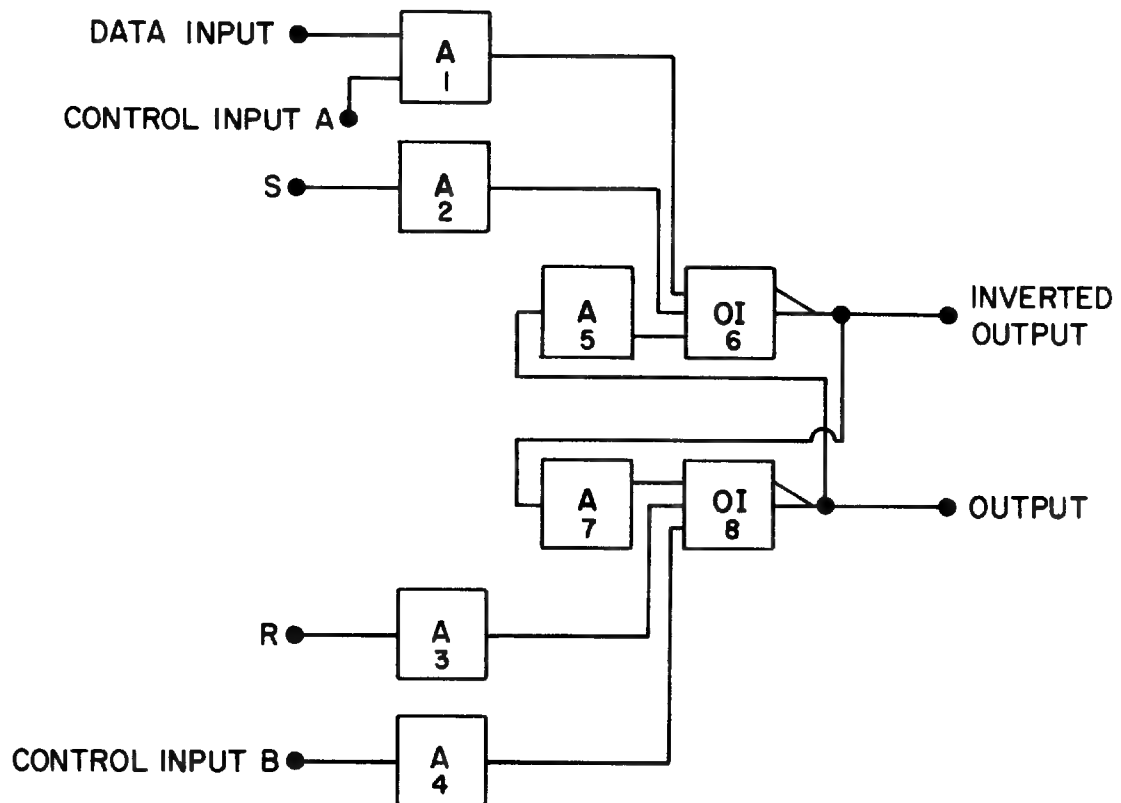 DATA INPUT
A
1
CONTROL INPUT A
S
A
2
A
5
OI
6
INVERTED
OUTPUT
A
7
OI
8
OUTPUT
R
A
3
CONTROL INPUT B
A
4